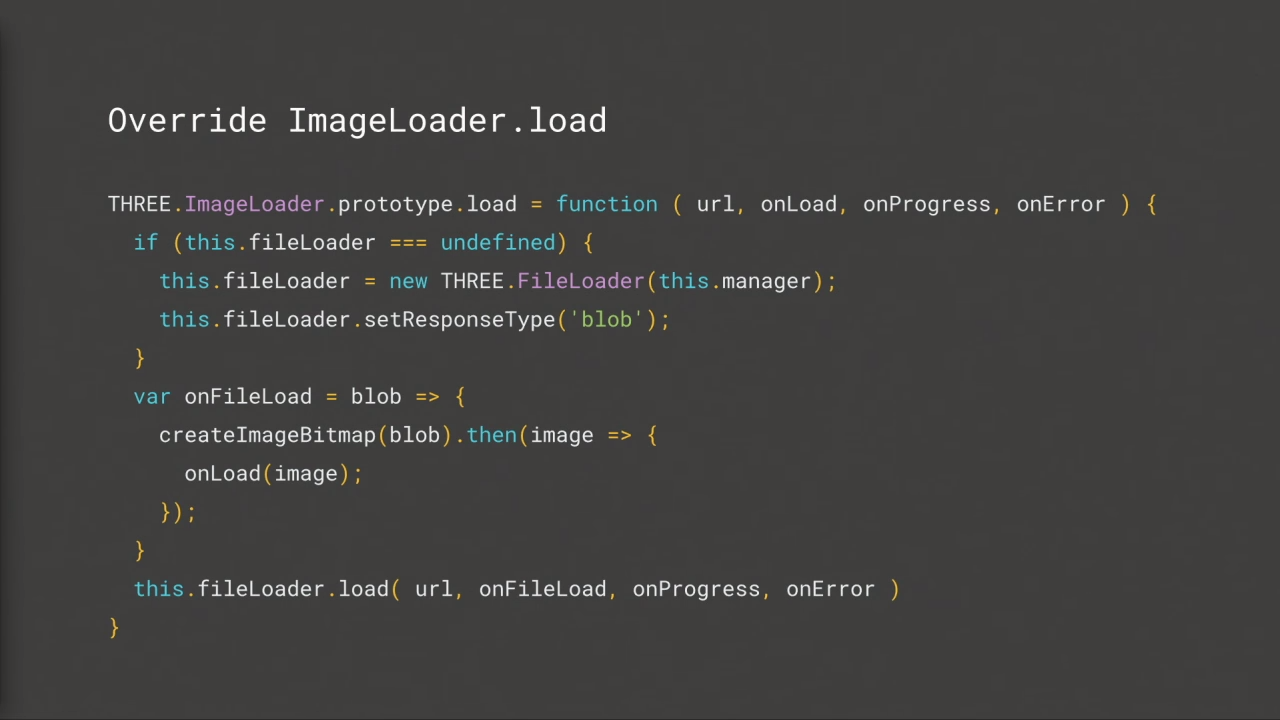 Override ImageLoader.load
THREE.ImageLoader.prototype.load = function ( url, onLoad, onProgress, onError ) {
  if (this.fileLoader === undefined) {
    this.fileLoader = new THREE.FileLoader(this.manager);
    this.fileLoader.setResponseType('blob');
  }
  var onFileLoad = blob => {
    createImageBitmap(blob).then(image => {
      onLoad(image);
    });
  }
  this.fileLoader.load( url, onFileLoad, onProgress, onError )
}